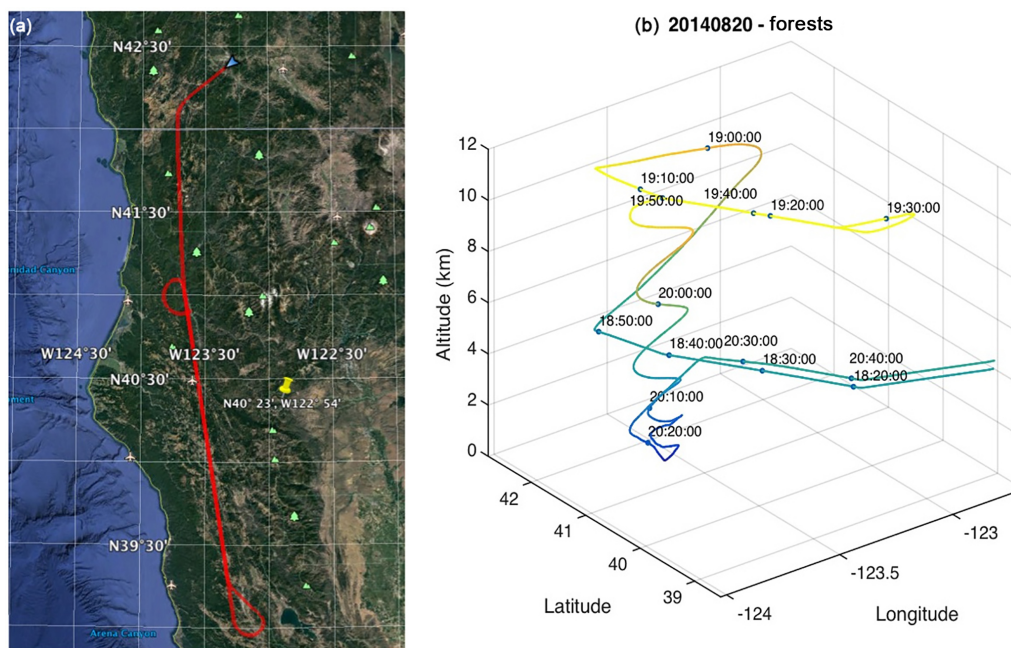 (a)
N42°30'
N41°30'
nidad Canyon
W124°30'
W123°30'
W122°30'
N40°30'
N40° 23', W122° 54'
ment
N39°30'
Arena Canyon
(b) 20140820 - forests
12
10
8
6
4
2
0
Altitude (km)
19:00:00
19:10:00
19:50:00
19:40:00
19:20:00
19:30:00
20:00:00
18:50:00
18:40:00
20:30:00
18:30:00
20:40:00
18:20:00
20:10:00
20:20:00
42
41
40
39
Latitude
-124
-123.5
-123
Longitude